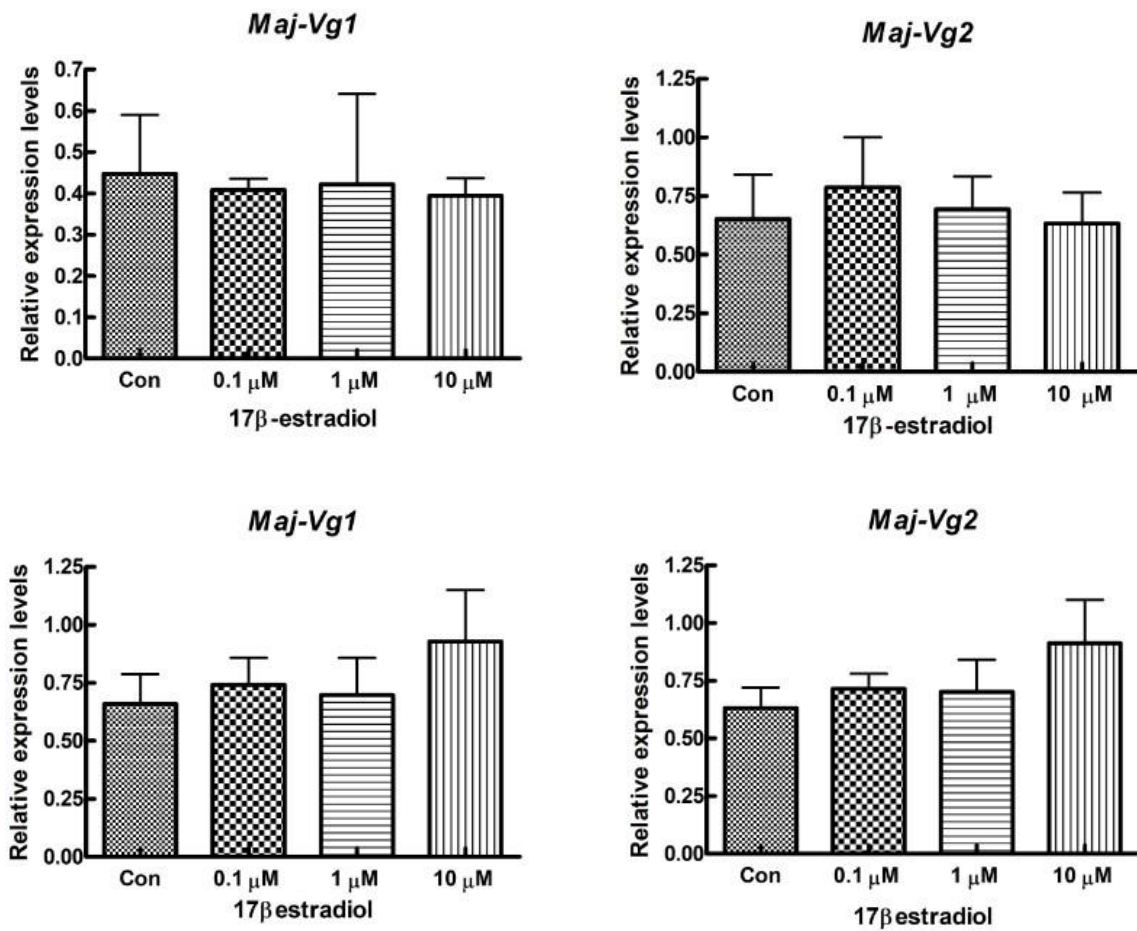 Maj-Vg1
Relative expression levels
0.7
0.6
0.5
0.4
0.3
0.2
0.1
0.0
Con 0.1 μM 1 μM 10 μM
17β-estradiol
Maj-Vg2
Relative expression levels
1.25
1.00
0.75
0.50
0.25
0.00
Con 0.1 μM 1 μM 10 μM
17β-estradiol
Maj-Vg1
Relative expression levels
1.25
1.00
0.75
0.50
0.25
0.00
Con 0.1 μM 1 μM 10 μM
17βestradiol
Maj-Vg2
Relative expression levels
1.25
1.00
0.75
0.50
0.25
0.00
Con 0.1 μM 1 μM 10 μM
17βestradiol